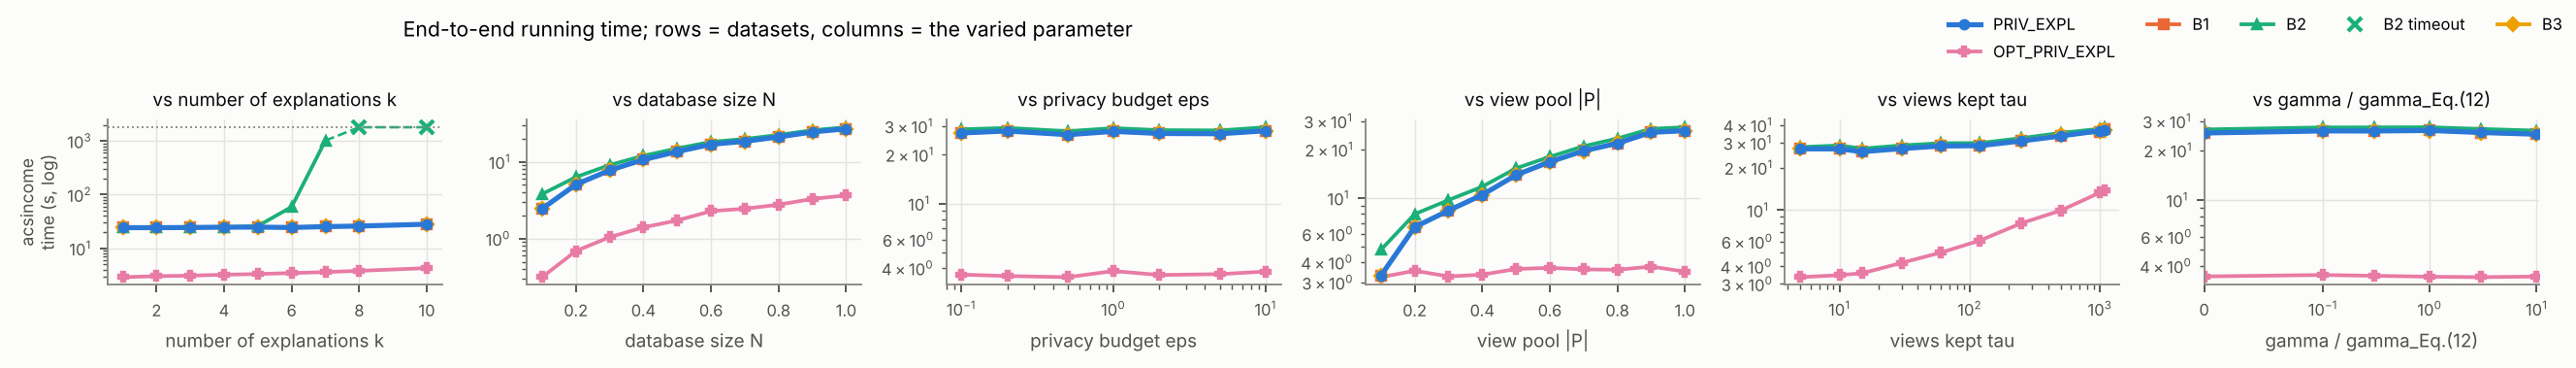 End-to-end running time; rows = datasets, columns = the varied parameter
PRIV_EXPL
B1
B2
B2 timeout
B3
OPT_PRIV_EXPL
vs number of explanations k
acsincome
time (s, log)
10³
10²
10¹
2 4 6 8 10
number of explanations k
vs database size N
10¹
10⁰
0.2 0.4 0.6 0.8 1.0
database size N
vs privacy budget eps
3 × 10¹
2 × 10¹
10¹
6 × 10⁰
4 × 10⁰
10⁻¹ 10⁰ 10¹
privacy budget eps
vs view pool |P|
3 × 10¹
2 × 10¹
10¹
6 × 10⁰
4 × 10⁰
3 × 10⁰
0.2 0.4 0.6 0.8 1.0
view pool |P|
vs views kept tau
4 × 10¹
3 × 10¹
2 × 10¹
10¹
6 × 10⁰
4 × 10⁰
3 × 10⁰
10¹ 10² 10³
views kept tau
vs gamma / gamma_Eq.(12)
3 × 10¹
2 × 10¹
10¹
6 × 10⁰
4 × 10⁰
0 10⁻¹ 10⁰ 10¹
gamma / gamma_Eq.(12)